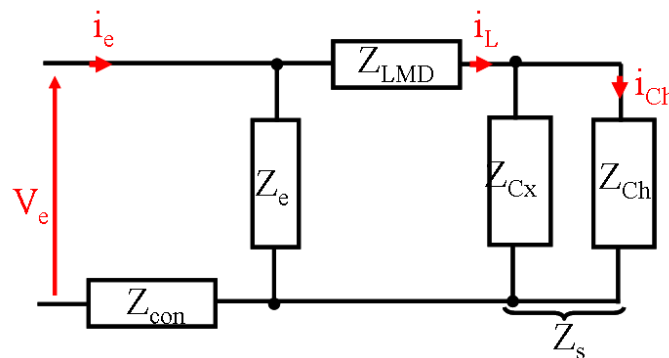 i_e
i_L
Z_LMD
i_Ch
Z_e
Z_Cx
Z_Ch
V_e
Z_con
Z_s